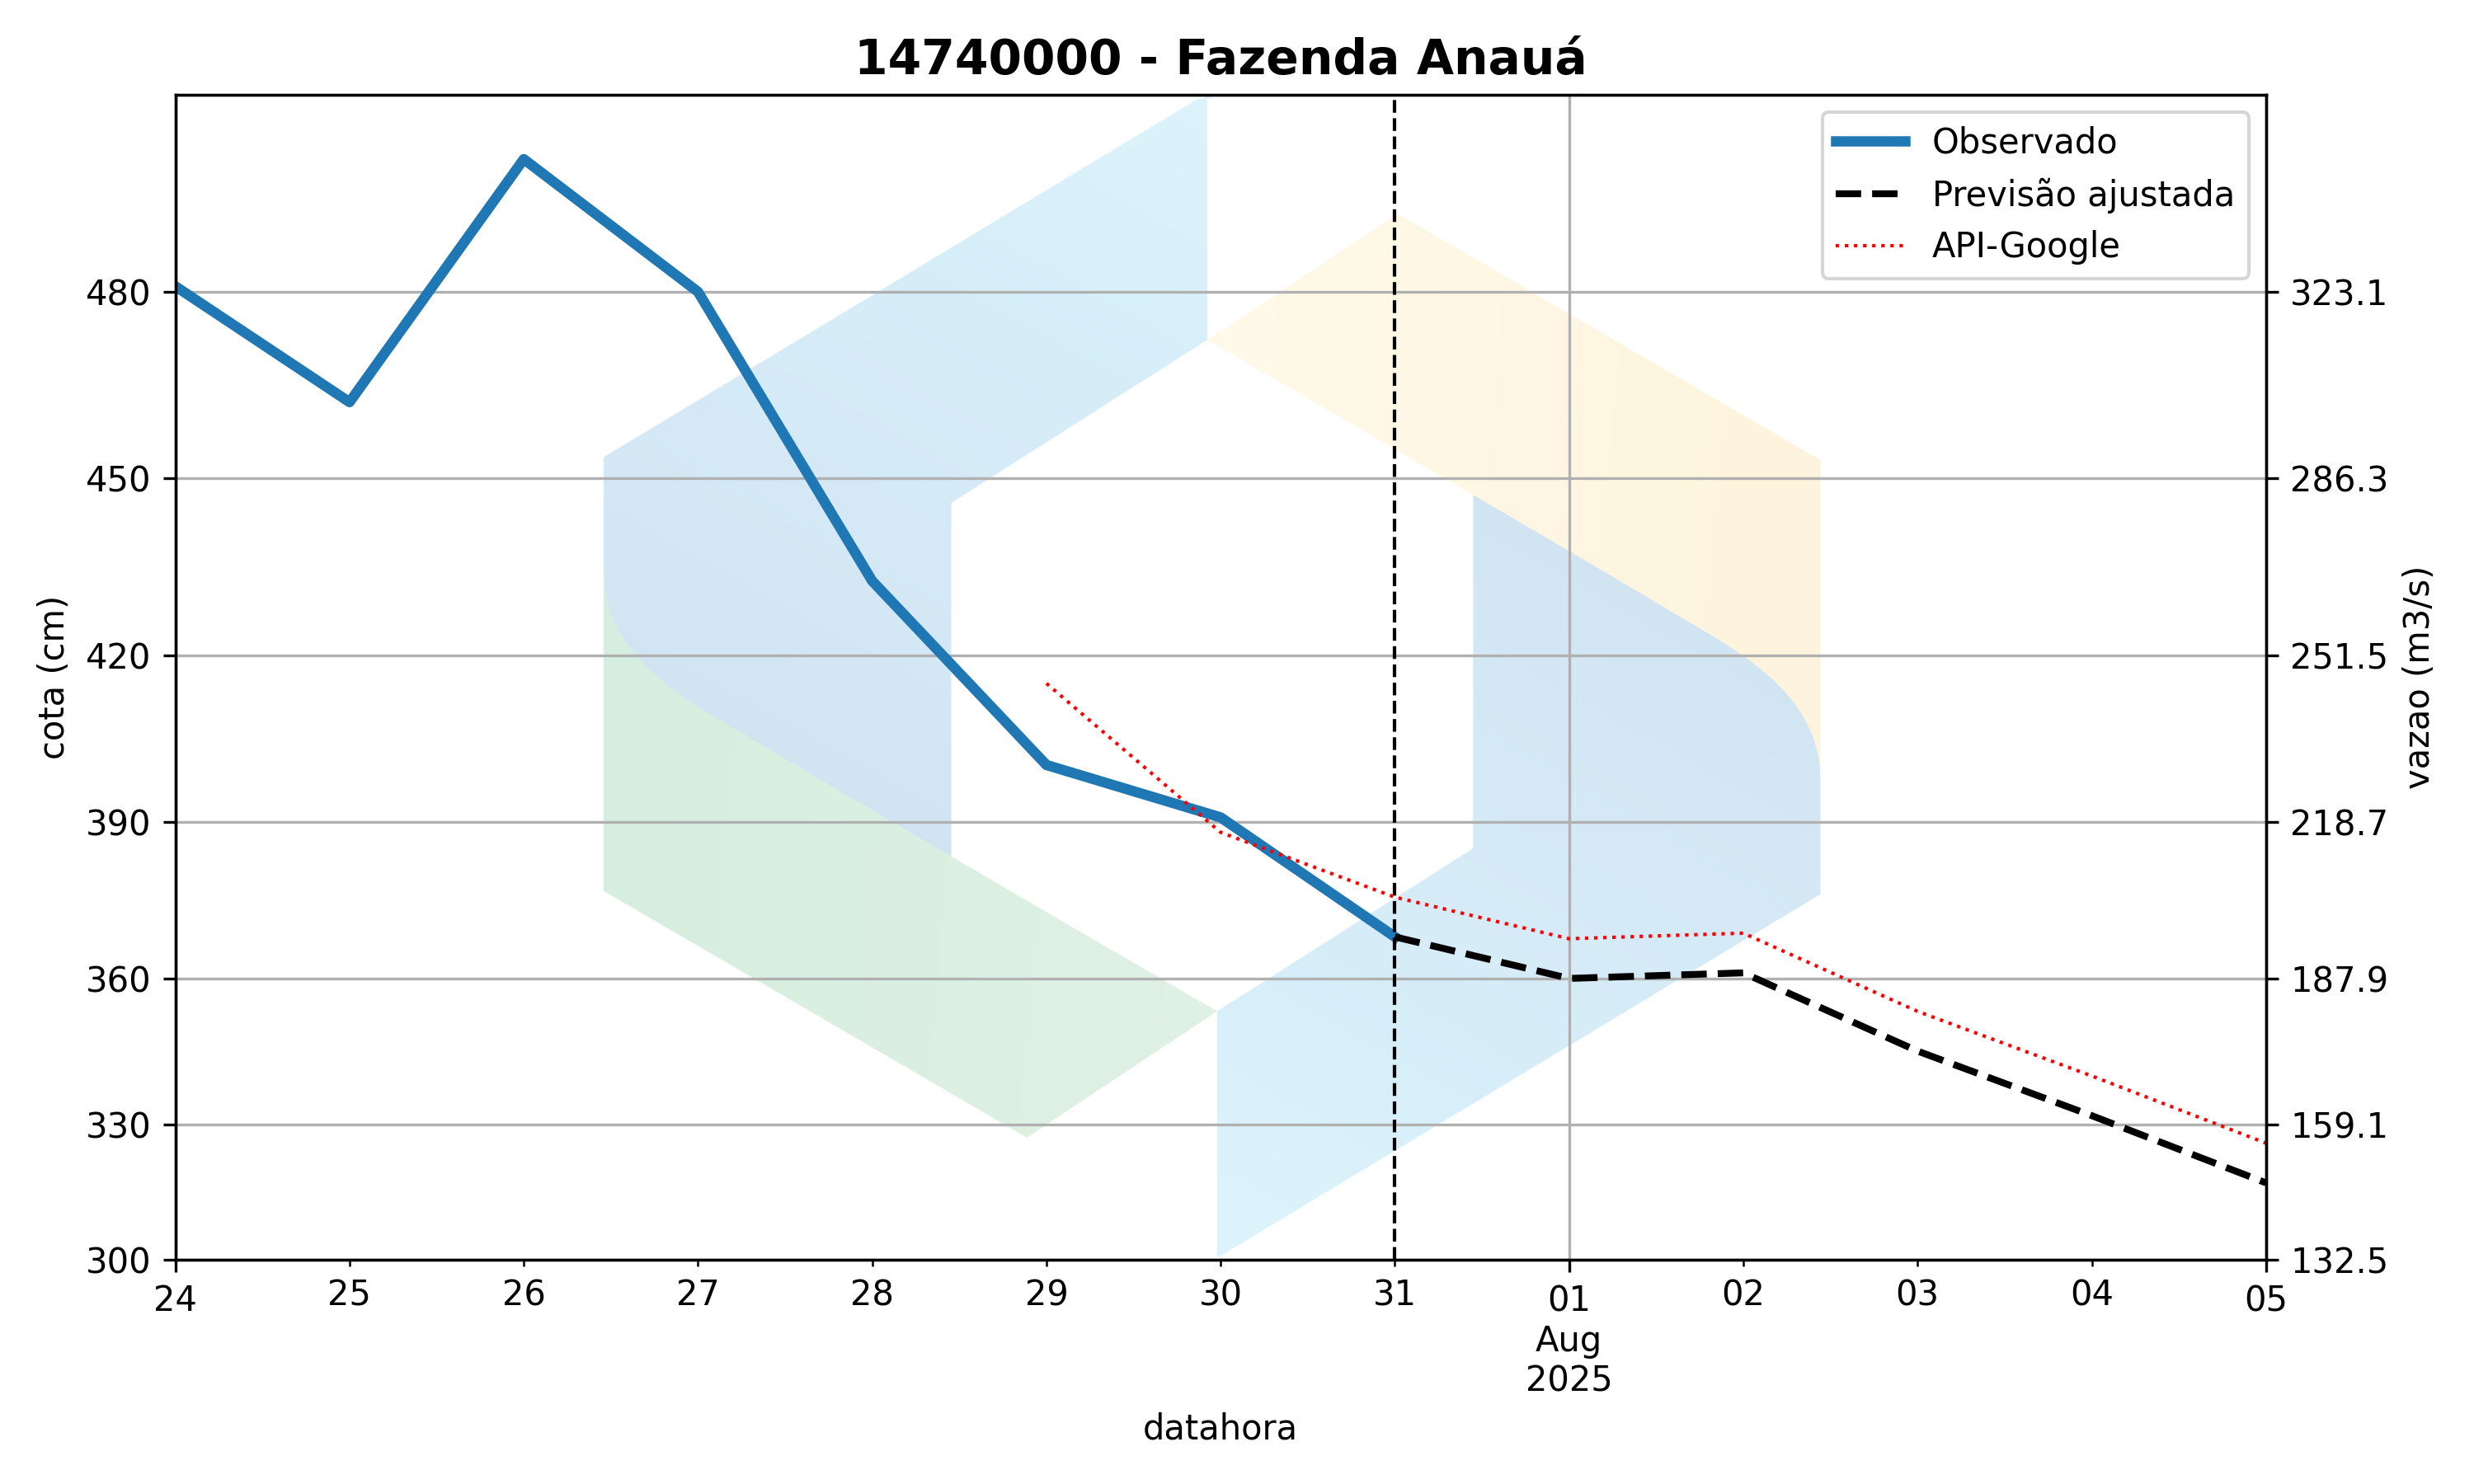 14740000 - Fazenda Anauá
Observado
Previsão ajustada
API-Google
480
450
420
390
360
330
300
cota (cm)
323.1
286.3
251.5
218.7
187.9
159.1
132.5
vazao (m3/s)
24 25 26 27 28 29 30 31 01 02 03 04 05
Aug
2025
datahora